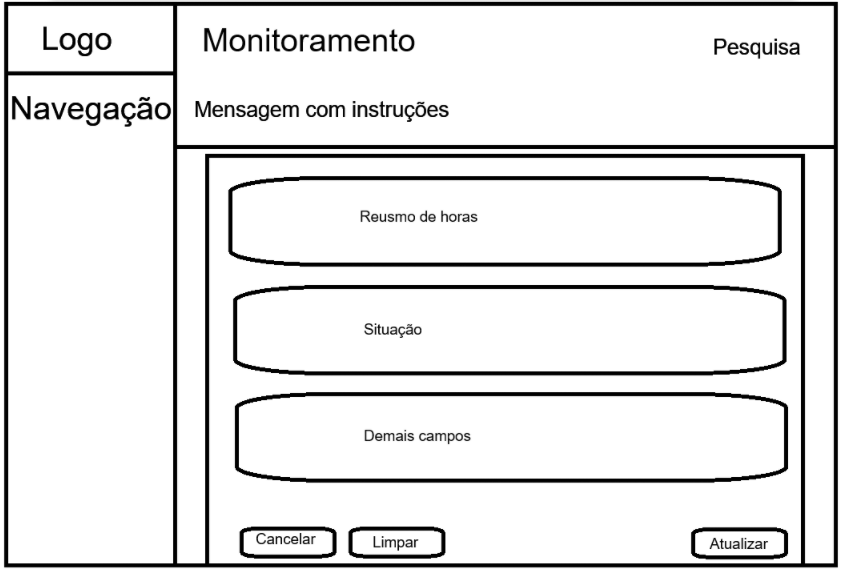 Logo
Monitoramento
Pesquisa
Navegação
Mensagem com instruções
Reusmo de horas
Situação
Demais campos
Cancelar
Limpar
Atualizar